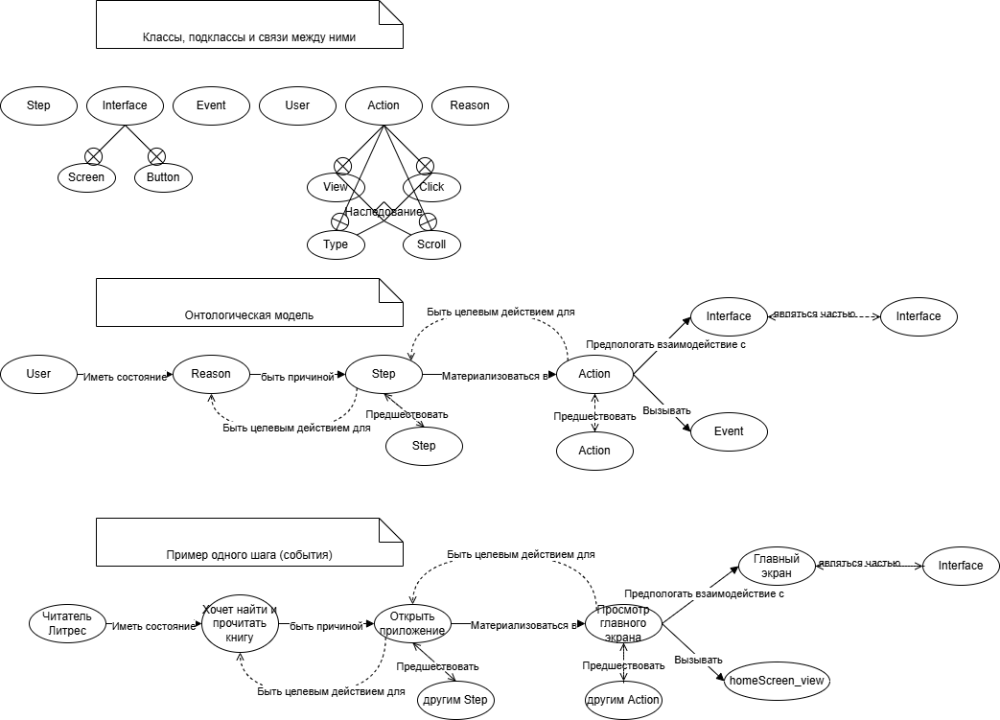 Классы, подклассы и связи между ними
Step
Interface
Event
User
Action
Reason
Screen
Button
View
Click
Наследование
Type
Scroll
Онтологическая модель
Быть целевым действием для
Interface
являться частью
Interface
Предпологать взаимодействие с
User
Иметь состояние
Reason
быть причиной
Step
Материализоваться в
Action
Вызывать
Предшествовать
Предшествовать
Быть целевым действием для
Event
Step
Action
Пример одного шага (события)
Быть целевым действием для
Главный
экран
являться частью
Interface
Предпологать взаимодействие с
Читатель
Литрес
Иметь состояние
Хочет найти и
прочитать
книгу
быть причиной
Открыть
приложение
Материализоваться в
Просмотр
главного
экрана
Вызывать
Предшествовать
Предшествовать
homeScreen_view
Быть целевым действием для
другим Step
другим Action